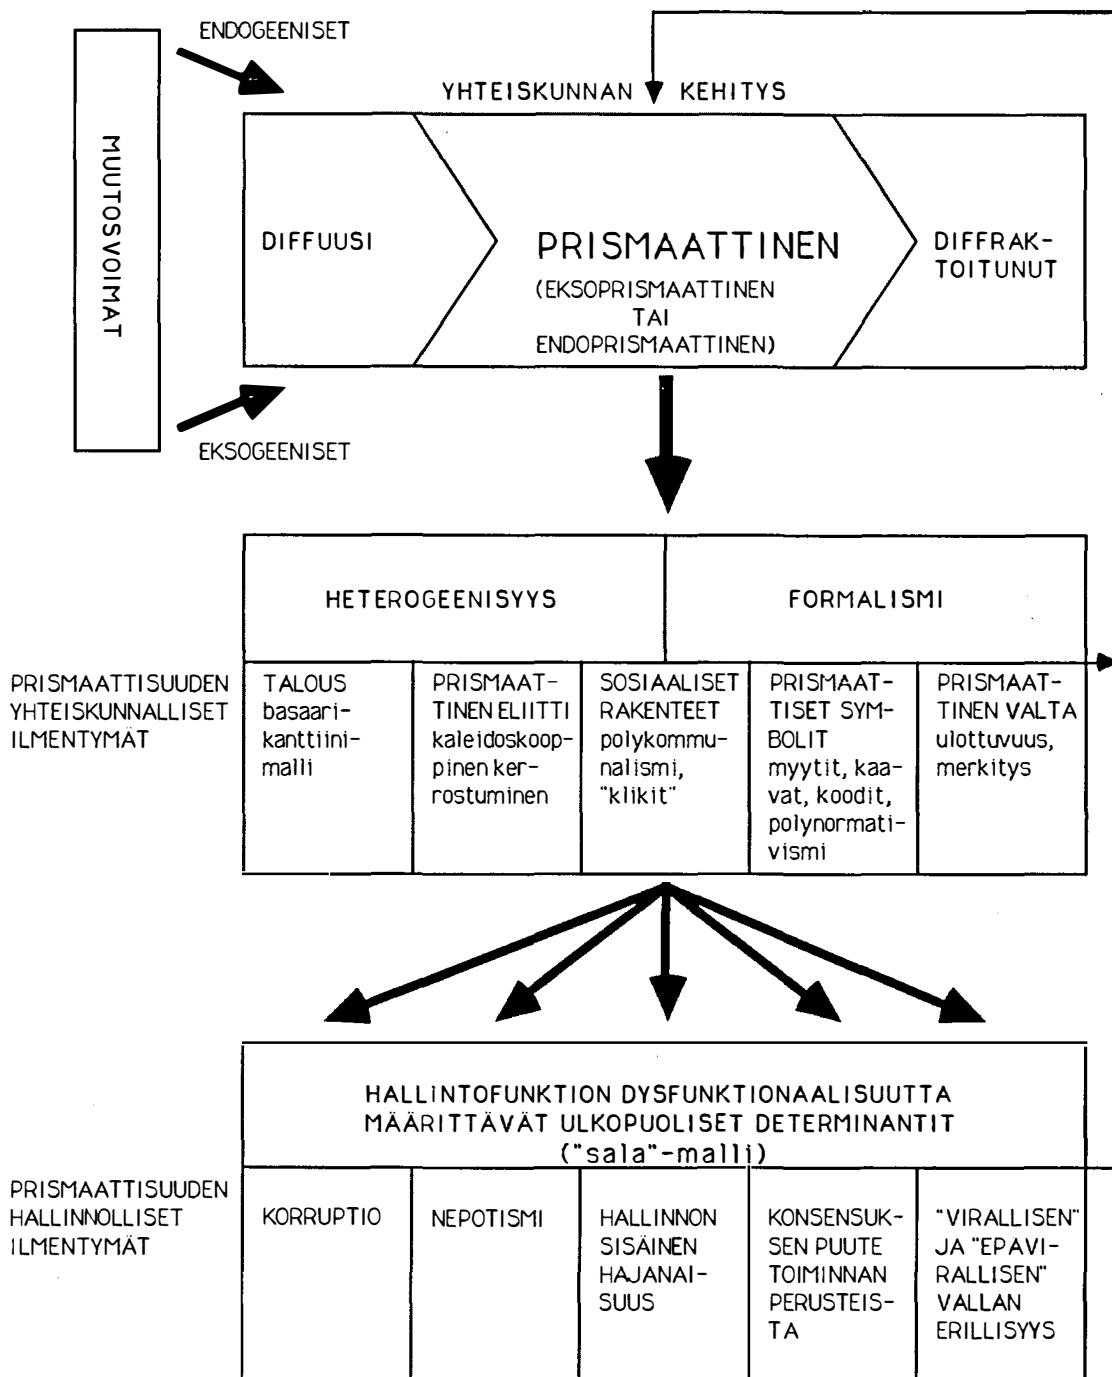 ENDOGEENISET
YHTEISKUNNAN KEHITYS
MUUTOSVOIMAT
DIFFUUSI
PRISMAATTINEN
(EKSOPRISMAATTINEN
TAI
ENDOPRISMAATTINEN)
DIFFRAK-
TOITUNUT
EKSOGEENISET
HETEROGEENISYYS
FORMALISMI
PRISMAATTISUUDEN
YHTEISKUNNALLISET
ILMENTYMÄT
TALOUS
basaari-
kanttiini-
malli
PRISMAAT-
TINEN ELIITTI
kaleidoskoop-
pinen ker-
rostuminen
SOSIAALISET
RAKENTEET
polykommu-
nalismi,
"klikit"
PRISMAAT-
TISET SYM-
BOLIT
myytit, kaa-
vat, koodit,
polynormati-
vismi
PRISMAAT-
TINEN VALTA
ulottuvuus,
merkitys
HALLINTOFUNKTION DYSFUNKTIONAALISUUTTA
MÄÄRITTÄVÄT ULKOPUOLISET DETERMINANTIT
("sala"-malli)
PRISMAATTISUUDEN
HALLINNOLLISET
ILMENTYMÄT
KORRUPTIO
NEPOTISMI
HALLINNON
SISÄINEN
HAJANAI-
SUUS
KONSENSUK-
SEN PUUTE
TOIMINNAN
PERUSTEIS-
TA
"VIRALLISEN"
JA "EPAVI-
RALLISEN"
VALLAN
ERILLISYYS